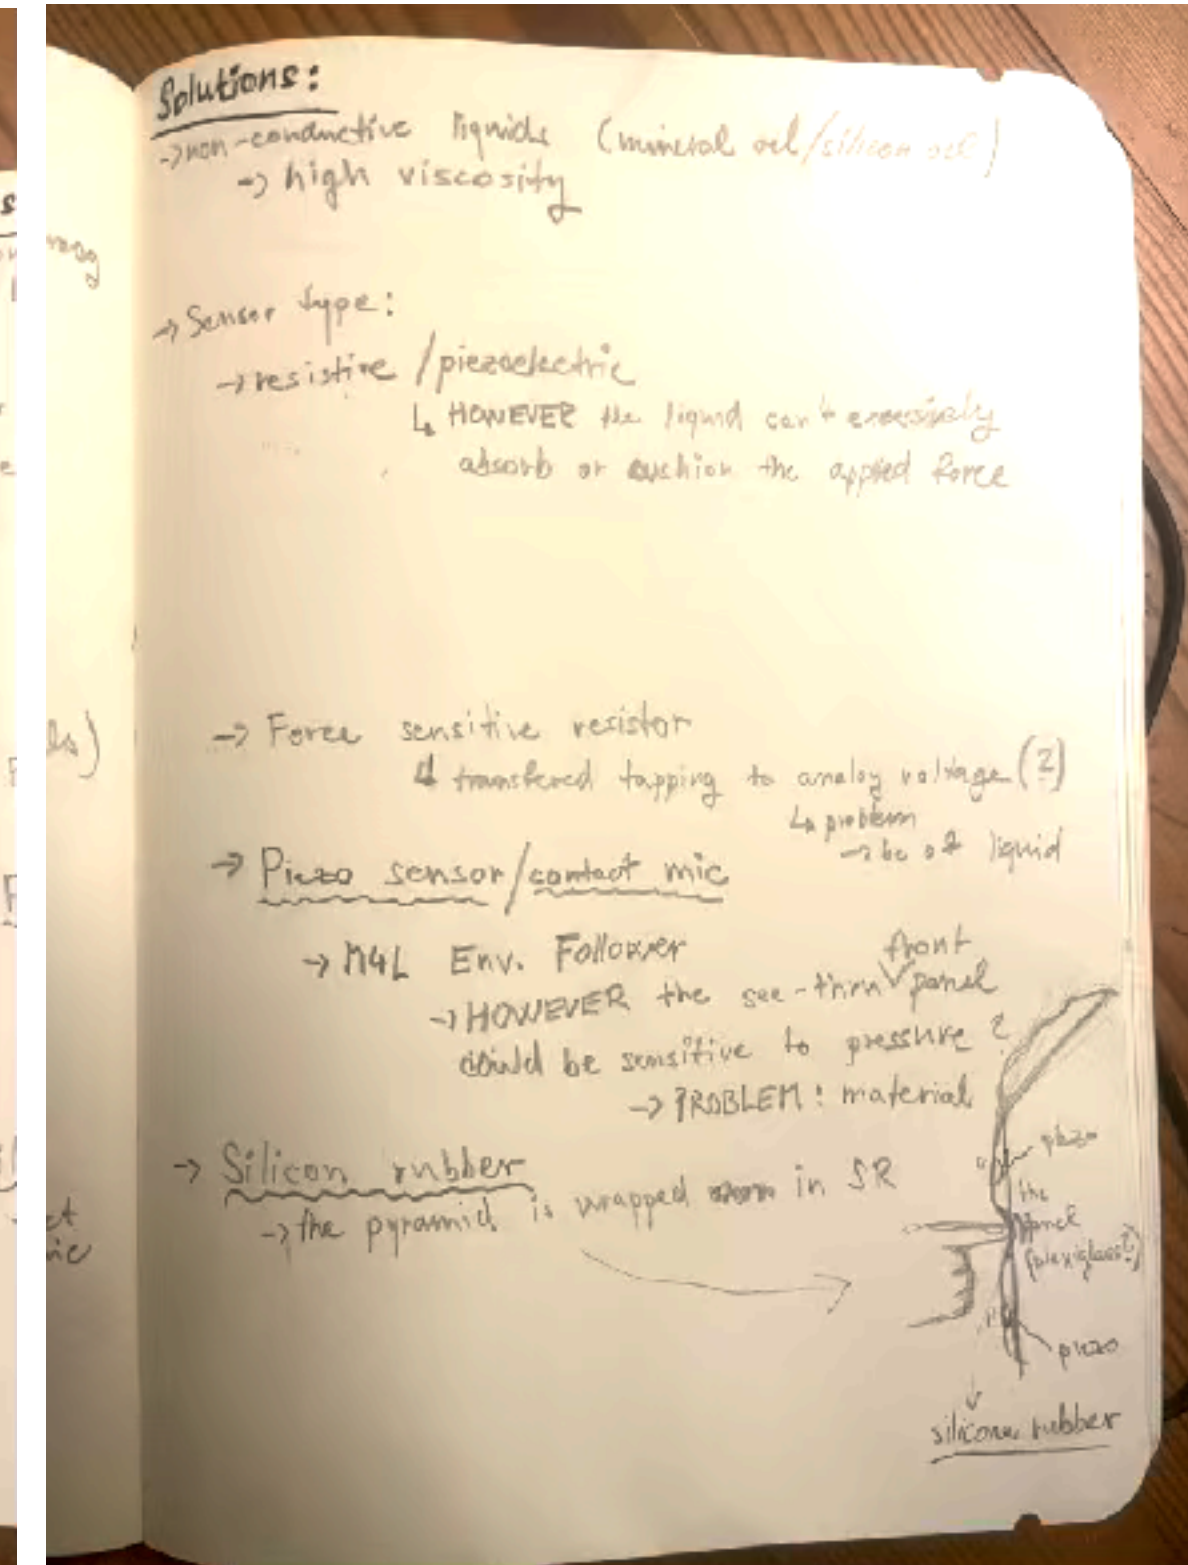 Solutions:
-> non-conductive liquids (mineral oil/silicon oil)
-> high viscosity
-> Sensor type:
-> resistive / piezoelectric
↳ HOWEVER the liquid can't excessively
absorb or cushion the applied force
-> Force sensitive resistor
↳ transfered tapping to analog voltage (?)
↳ problem
-> bc of liquid
-> Piezo sensor/contact mic
-> M4L Env. Follower
front
-> HOWEVER the see-thru panel
could be sensitive to pressure ?
-> PROBLEM: material
-> Silicon rubber
-> the pyramid is wrapped in SR
piezo
the
panel
(plexiglass?)
piezo
silicone rubber